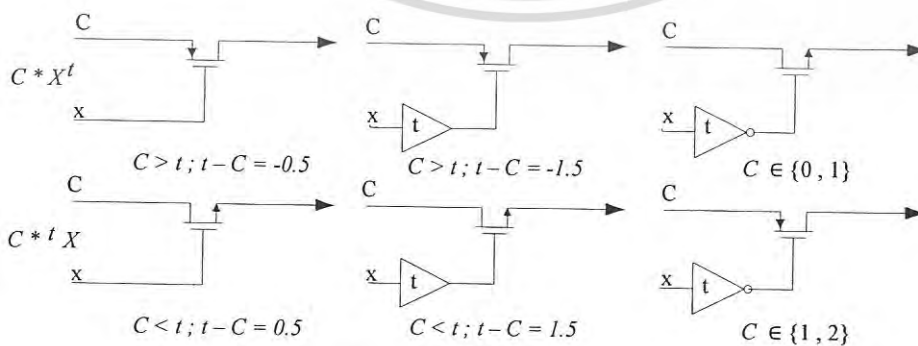 C C C
C * X^t
x x t x t
C > t ; t – C = -0.5 C > t ; t – C = -1.5 C ∈ {0 , 1}
C C C
C * ^t X
x x t x t
C < t ; t – C = 0.5 C < t ; t – C = 1.5 C ∈ {1 , 2}